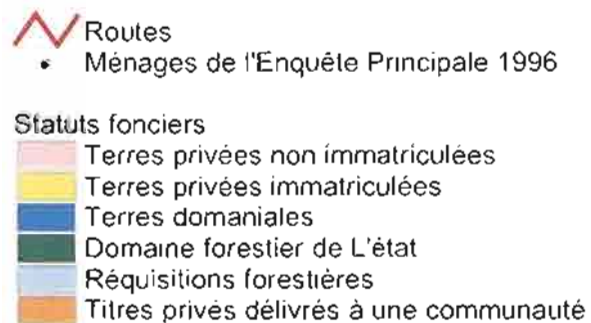 Routes
Ménages de l'Enquête Principale 1996
Statuts fonciers
Terres privées non immatriculées
Terres privées immatriculées
Terres domaniales
Domaine forestier de L'état
Réquisitions forestières
Titres privés délivrés à une communauté